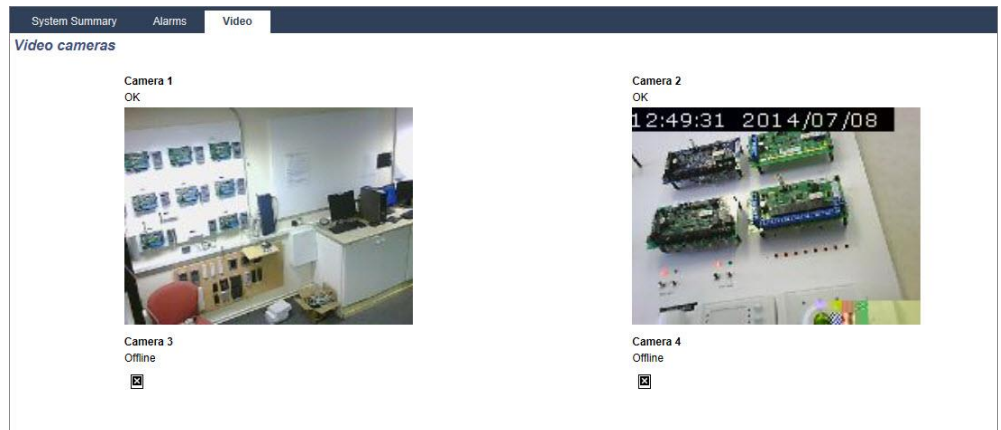 System Summary Alarms Video
Video cameras
Camera 1
OK
Camera 2
OK
12:49:31 2014/07/08
Camera 3
Offline
Camera 4
Offline